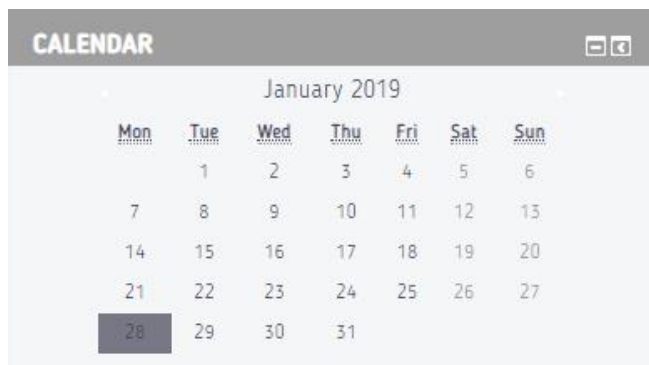 CALENDAR
January 2019
Mon Tue Wed Thu Fri Sat Sun
1 2 3 4 5 6
7 8 9 10 11 12 13
14 15 16 17 18 19 20
21 22 23 24 25 26 27
28 29 30 31